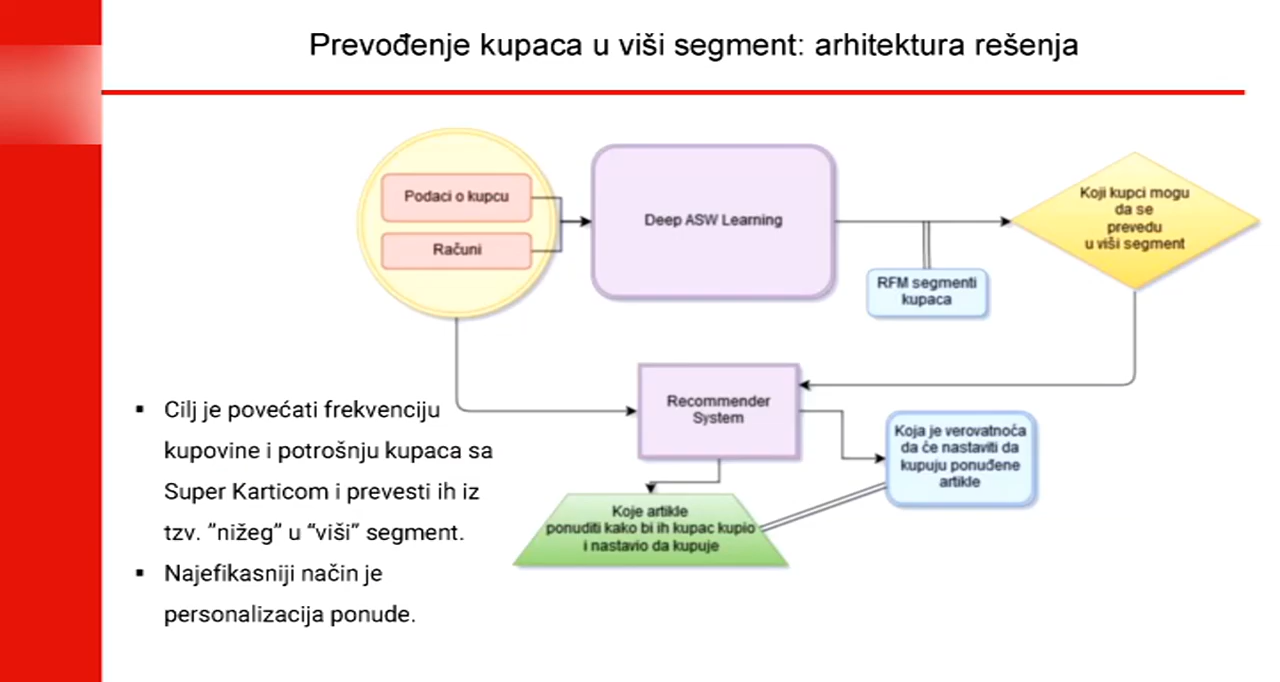 Prevođenje kupaca u viši segment: arhitektura rešenja
Podaci o kupcu
Računi
Deep ASW Learning
RFM segmenti
kupaca
Koji kupci mogu
da se
prevedu
u viši segment
Recommender
System
Koja je verovatnoća
da će nastaviti da
kupuju ponuđene
artikle
Koje artikle
ponuditi kako bi ih kupac kupio
i nastavio da kupuje
▪ Cilj je povećati frekvenciju
kupovine i potrošnju kupaca sa
Super Karticom i prevesti ih iz
tzv. ”nižeg” u “viši” segment.
▪ Najefikasniji način je
personalizacija ponude.